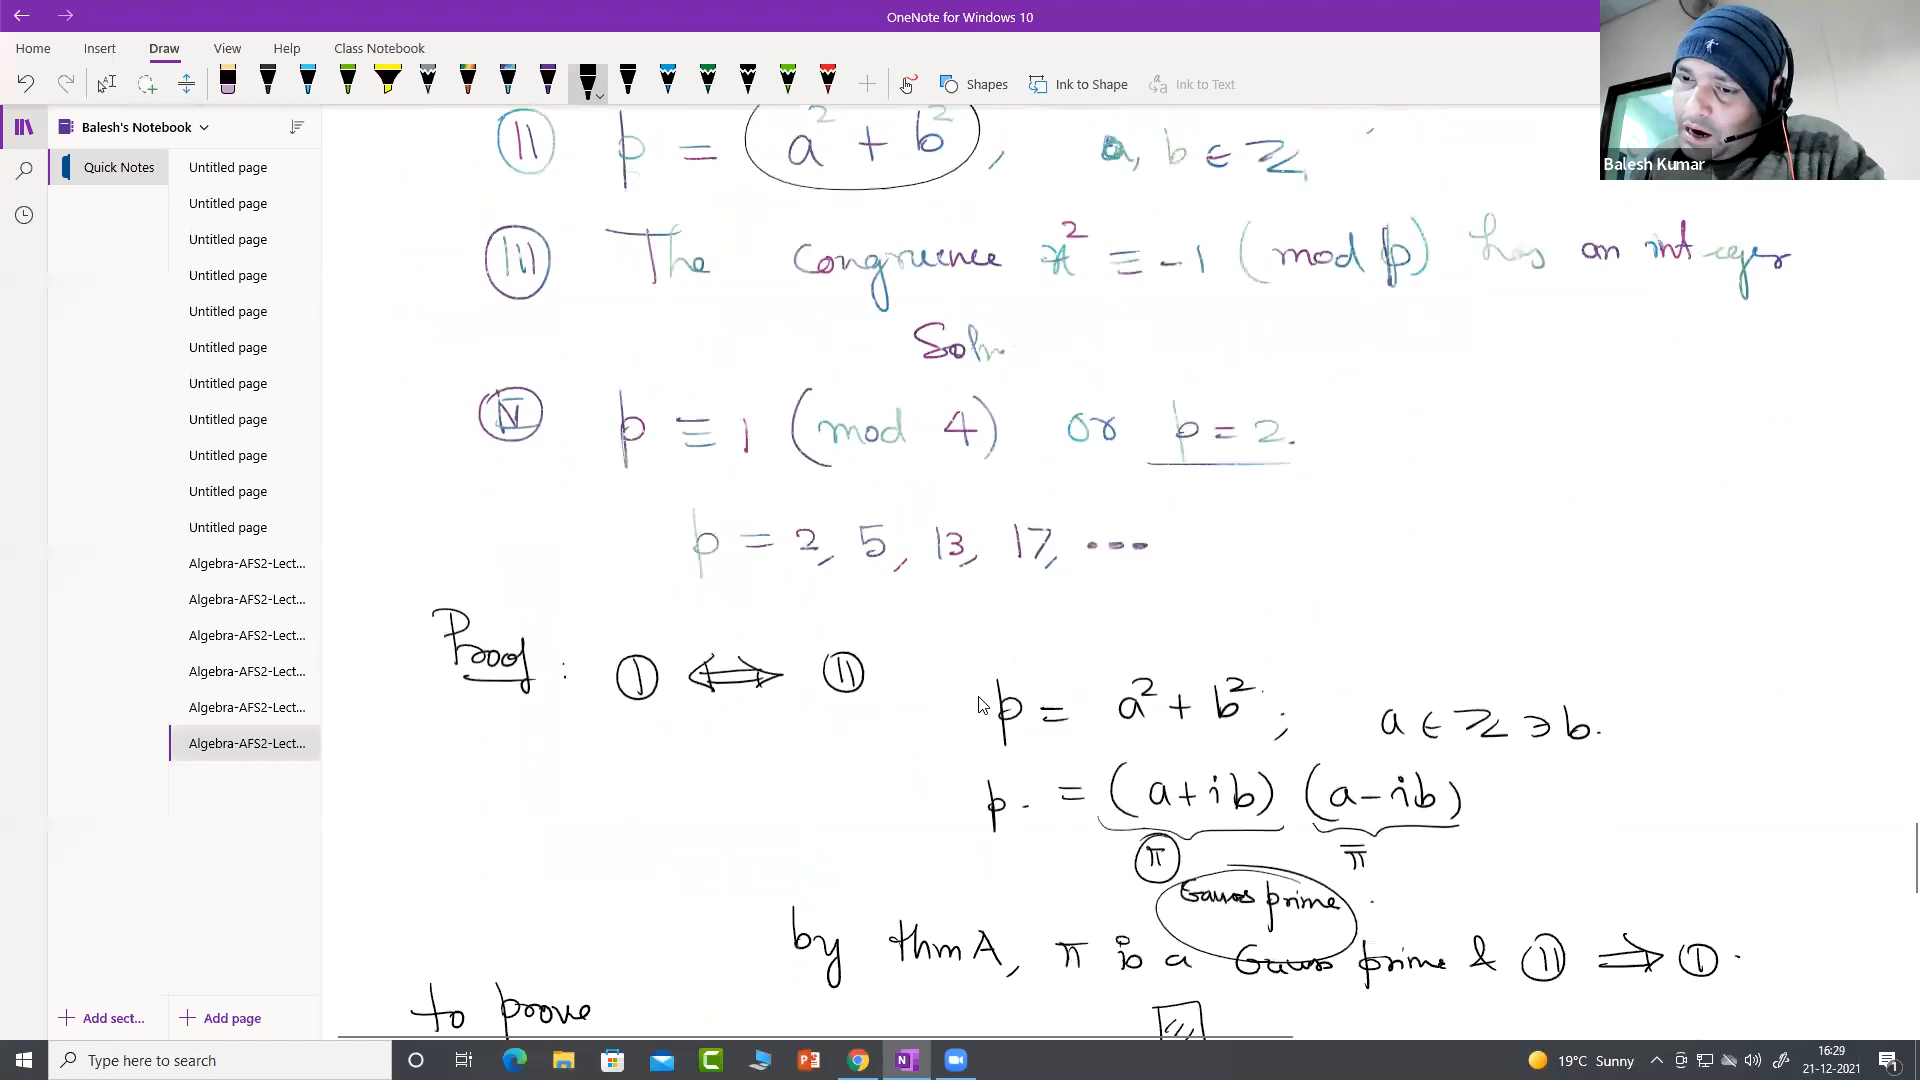 OneNote for Windows 10
Home Insert Draw View Help Class Notebook
Shapes Ink to Shape Ink to Text
Balesh's Notebook
Quick Notes
Untitled page
Untitled page
Untitled page
Untitled page
Untitled page
Untitled page
Untitled page
Untitled page
Untitled page
Untitled page
Untitled page
Algebra-AFS2-Lect...
Algebra-AFS2-Lect...
Algebra-AFS2-Lect...
Algebra-AFS2-Lect...
Algebra-AFS2-Lect...
Algebra-AFS2-Lect...
Add sect... Add page
Balesh Kumar
II p = a² + b², a, b ∈ ℤ,
III The congruence x² ≡ -1 (mod p) has an integer
Soln.
IV p ≡ 1 (mod 4) or p = 2.
p = 2, 5, 13, 17, ...
Proof : I ⟺ II
p = a² + b² ; a ∈ ℤ ∋ b.
p. = (a+ib) (a-ib)
π π̅
Gauss prime
by thm A, π is a Gauss prime & II ⟹ I.
to prove
Type here to search
19°C Sunny
16:29
21-12-2021
1